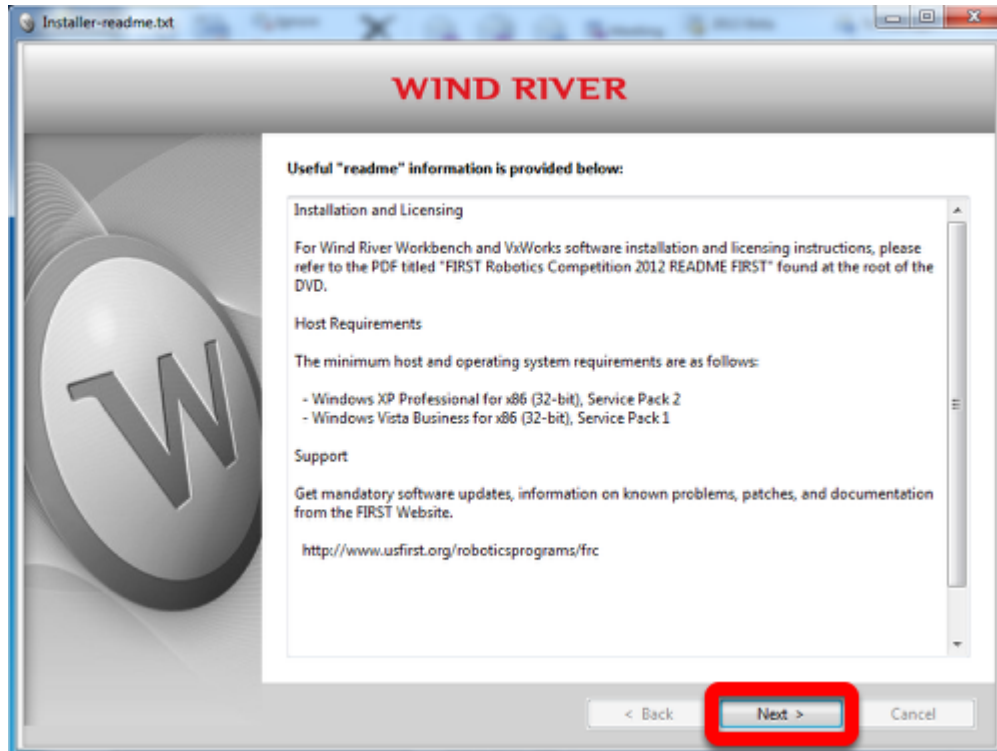 Installer-readme.txt
WIND RIVER
Useful "readme" information is provided below:
Installation and Licensing
For Wind River Workbench and VxWorks software installation and licensing instructions, please
refer to the PDF titled "FIRST Robotics Competition 2012 README FIRST" found at the root of the
DVD.
Host Requirements
The minimum host and operating system requirements are as follows:
- Windows XP Professional for x86 (32-bit), Service Pack 2
- Windows Vista Business for x86 (32-bit), Service Pack 1
Support
Get mandatory software updates, information on known problems, patches, and documentation
from the FIRST Website.
http://www.usfirst.org/roboticsprograms/frc
W
< Back Next > Cancel